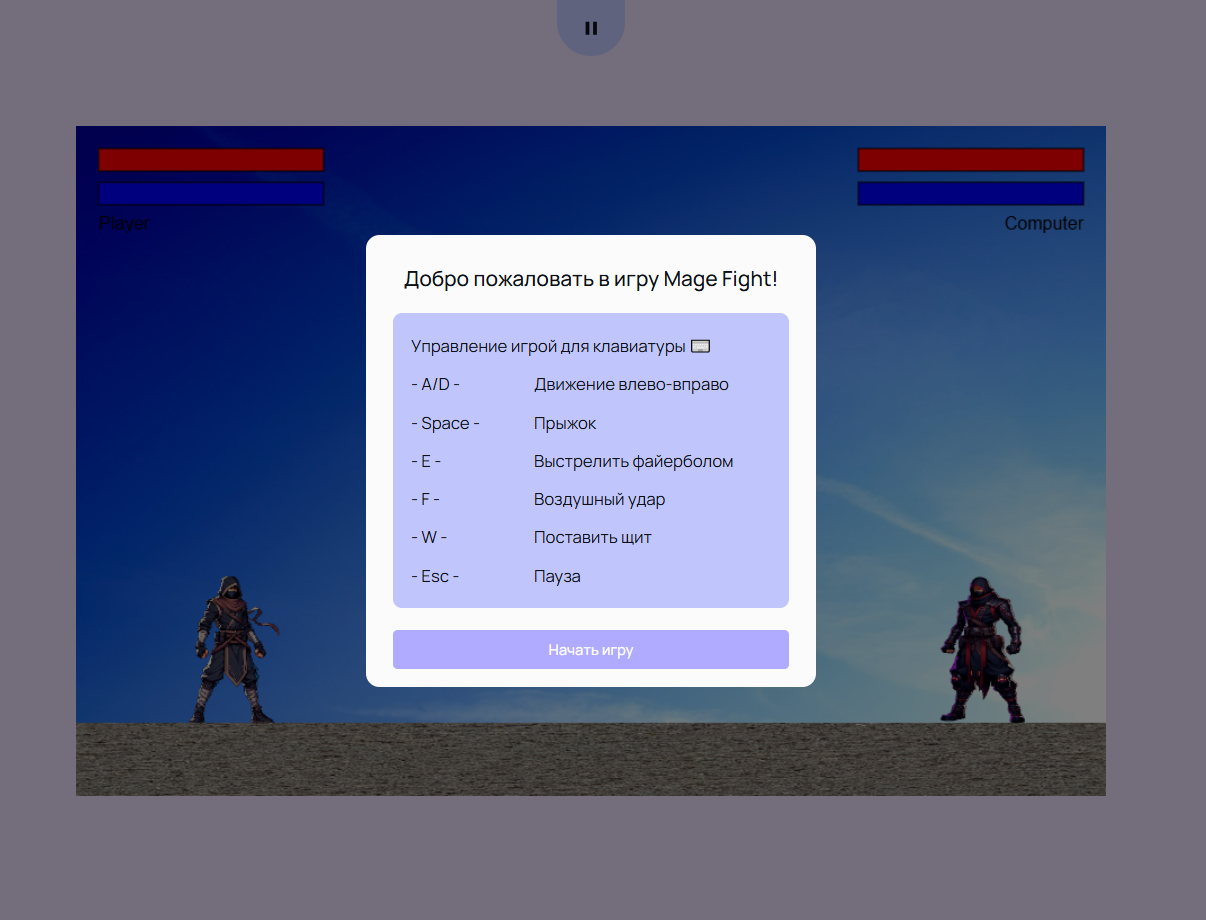 Player
Computer
Добро пожаловать в игру Mage Fight!
Управление игрой для клавиатуры
- A/D - Движение влево-вправо
- Space - Прыжок
- E - Выстрелить файерболом
- F - Воздушный удар
- W - Поставить щит
- Esc - Пауза
Начать игру